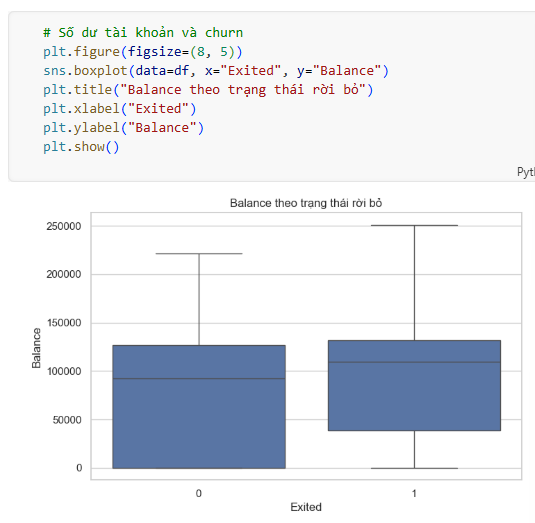 # Số dư tài khoản và churn
plt.figure(figsize=(8, 5))
sns.boxplot(data=df, x="Exited", y="Balance")
plt.title("Balance theo trạng thái rời bỏ")
plt.xlabel("Exited")
plt.ylabel("Balance")
plt.show()
Balance theo trạng thái rời bỏ
250000
200000
150000
100000
50000
0
Balance
0 1
Exited